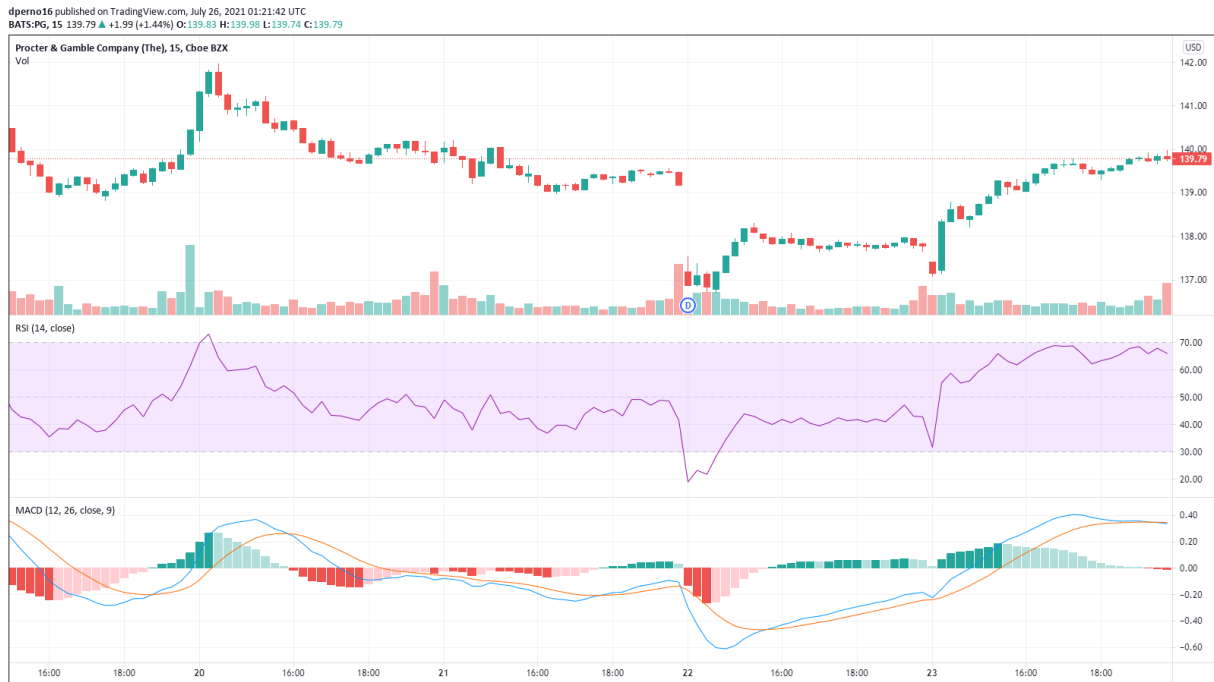 dperno16 published on TradingView.com, July 26, 2021 01:21:42 UTC
BATS:PG, 15 139.79 ▲ +1.99 (+1.44%) O:139.83 H:139.98 L:139.74 C:139.79
Procter & Gamble Company (The), 15, Cboe BZX
USD
Vol
142.00
141.00
140.00
139.79
139.00
138.00
137.00
D
RSI (14, close)
70.00
60.00
50.00
40.00
30.00
20.00
MACD (12, 26, close, 9)
0.40
0.20
0.00
−0.20
−0.40
−0.60
16:00 18:00 20 16:00 18:00 21 16:00 18:00 22 16:00 18:00 23 16:00 18:00